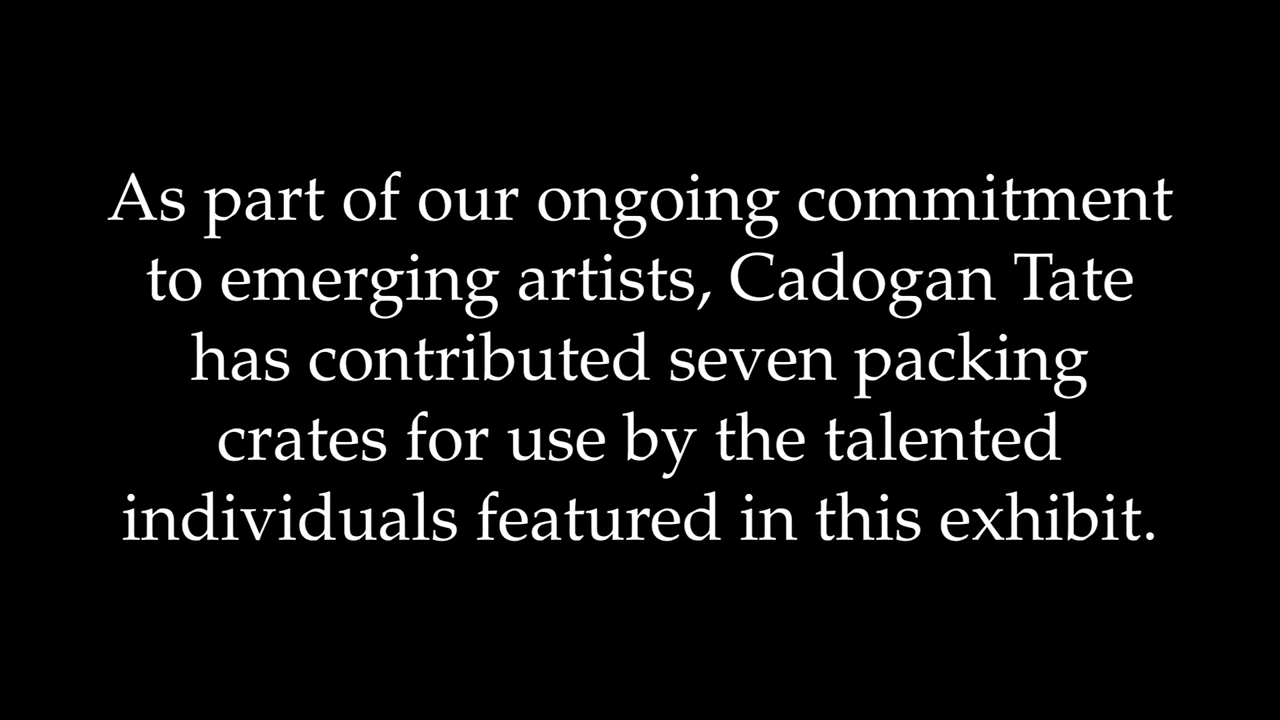 As part of our ongoing commitment
to emerging artists, Cadogan Tate
has contributed seven packing
crates for use by the talented
individuals featured in this exhibit.